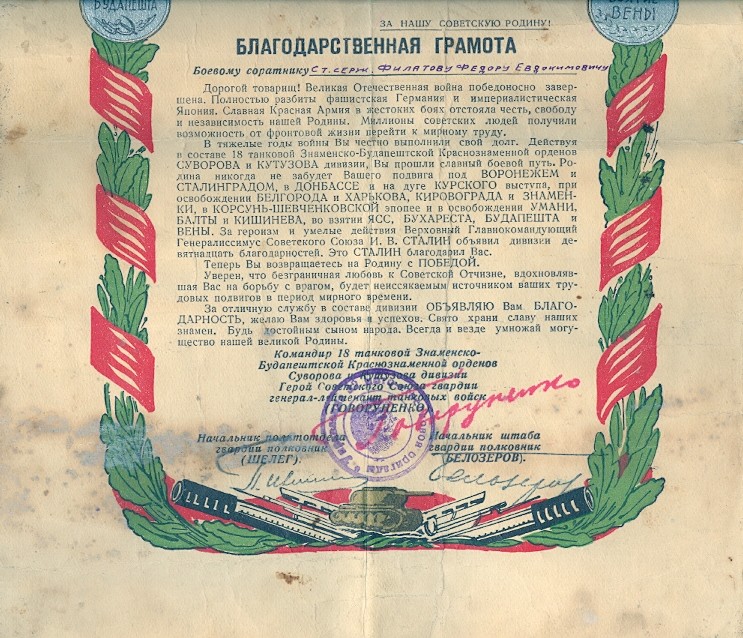 ЗА НАШУ СОВЕТСКУЮ РОДИНУ!
БУДАПЕШТА
ВЕНЫ
БЛАГОДАРСТВЕННАЯ ГРАМОТА
Боевому соратнику Ст. серж. Филатову Федору Евдокимовичу
Дорогой товарищ! Великая Отечественная война победоносно завер-
шена. Полностью разбиты фашистская Германия и империалистическая
Япония. Славная Красная Армия в жестоких боях отстояла честь, свободу
и независимость нашей Родины. Миллионы советских людей получили
возможность от фронтовой жизни перейти к мирному труду.
В тяжелые годы войны Вы честно выполнили свой долг. Действуя
в составе 18 танковой Знаменско-Будапештской Краснознаменной орденов
СУВОРОВА и КУТУЗОВА дивизии, Вы прошли славный боевой путь. Ро-
дина никогда не забудет Вашего подвига под ВОРОНЕЖЕМ и
СТАЛИНГРАДОМ, в ДОНБАССЕ и на дуге КУРСКОГО выступа, при
освобождении БЕЛГОРОДА и ХАРЬКОВА, КИРОВОГРАДА и ЗНАМЕН-
КИ, в КОРСУНЬ-ШЕВЧЕНКОВСКОЙ эпопее и в освобождении УМАНИ,
БАЛТЫ и КИШИНЕВА, во взятии ЯСС, БУХАРЕСТА, БУДАПЕШТА и
ВЕНЫ. За героизм и умелые действия Верховный Главнокомандующий
Генералиссимус Советского Союза И. В. СТАЛИН объявил дивизии де-
вятнадцать благодарностей. Это СТАЛИН благодарил Вас.
Теперь Вы возвращаетесь на Родину с ПОБЕДОЙ.
Уверен, что безграничная любовь к Советской Отчизне, вдохновляв-
шая Вас на борьбу с врагом, будет неиссякаемым источником ваших тру-
довых подвигов в период мирного времени.
За отличную службу в составе дивизии ОБЪЯВЛЯЮ Вам БЛАГО-
ДАРНОСТЬ, желаю Вам здоровья и успехов. Свято храни славу наших
знамен. Будь достойным сыном народа. Всегда и везде умножай могу-
щество нашей великой Родины.
Командир 18 танковой Знаменско-
Будапештской Краснознаменной орденов
Суворова и Кутузова дивизии
Герой Советского Союза гвардии
генерал-лейтенант танковых войск
(ГОВОРУНЕНКО)
Говоруненко
Начальник политотдела
гвардии полковник
(ШЕЛЕГ).
Начальник штаба
гвардии полковник
(БЕЛОЗЕРОВ).
Белозеров